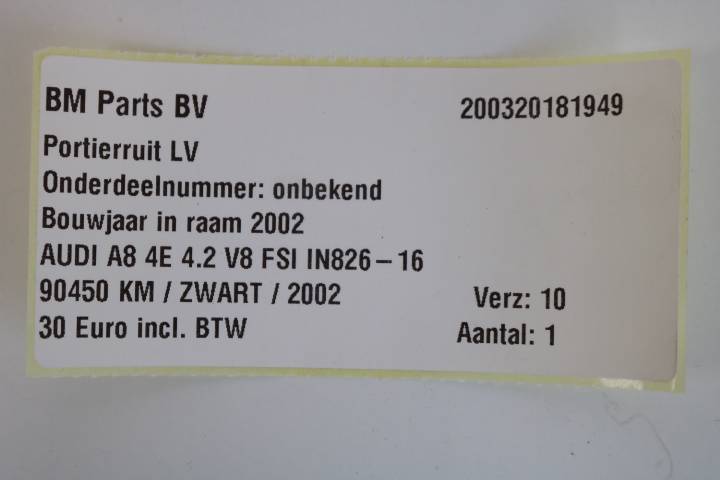 BM Parts BV 200320181949
Portierruit LV
Onderdeelnummer: onbekend
Bouwjaar in raam 2002
AUDI A8 4E 4.2 V8 FSI IN826-16
90450 KM / ZWART / 2002 Verz: 10
30 Euro incl. BTW Aantal: 1